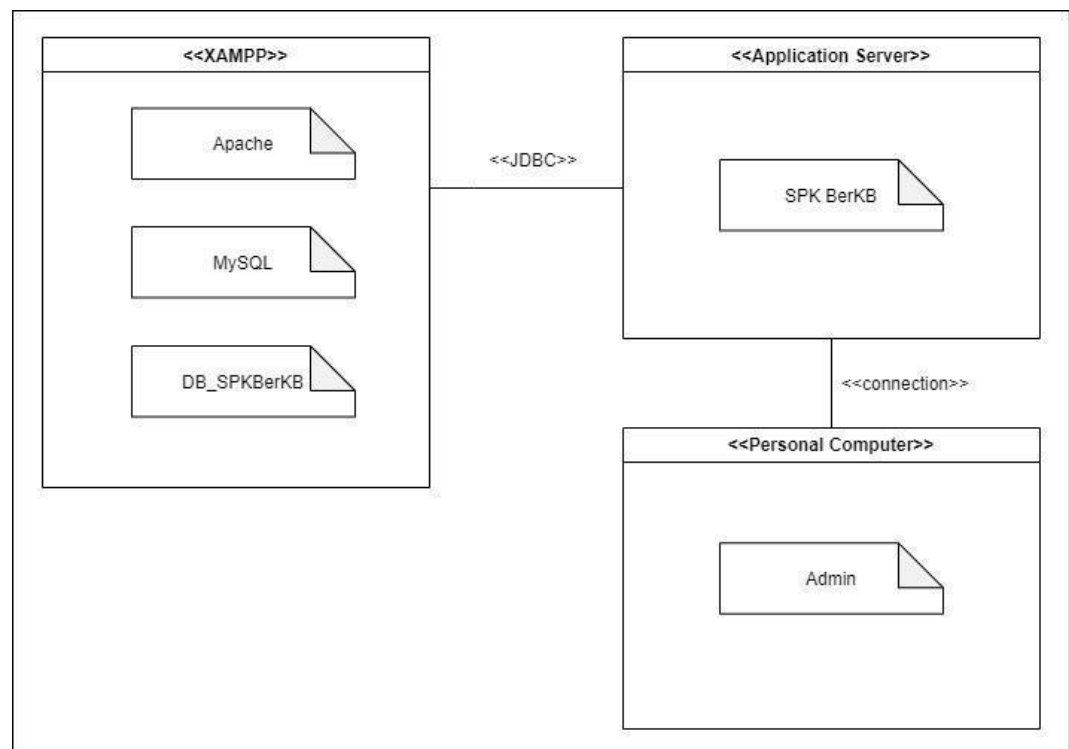 <<XAMPP>>
Apache
MySQL
DB_SPKBerKB
<<JDBC>>
<<Application Server>>
SPK BerKB
<<connection>>
<<Personal Computer>>
Admin